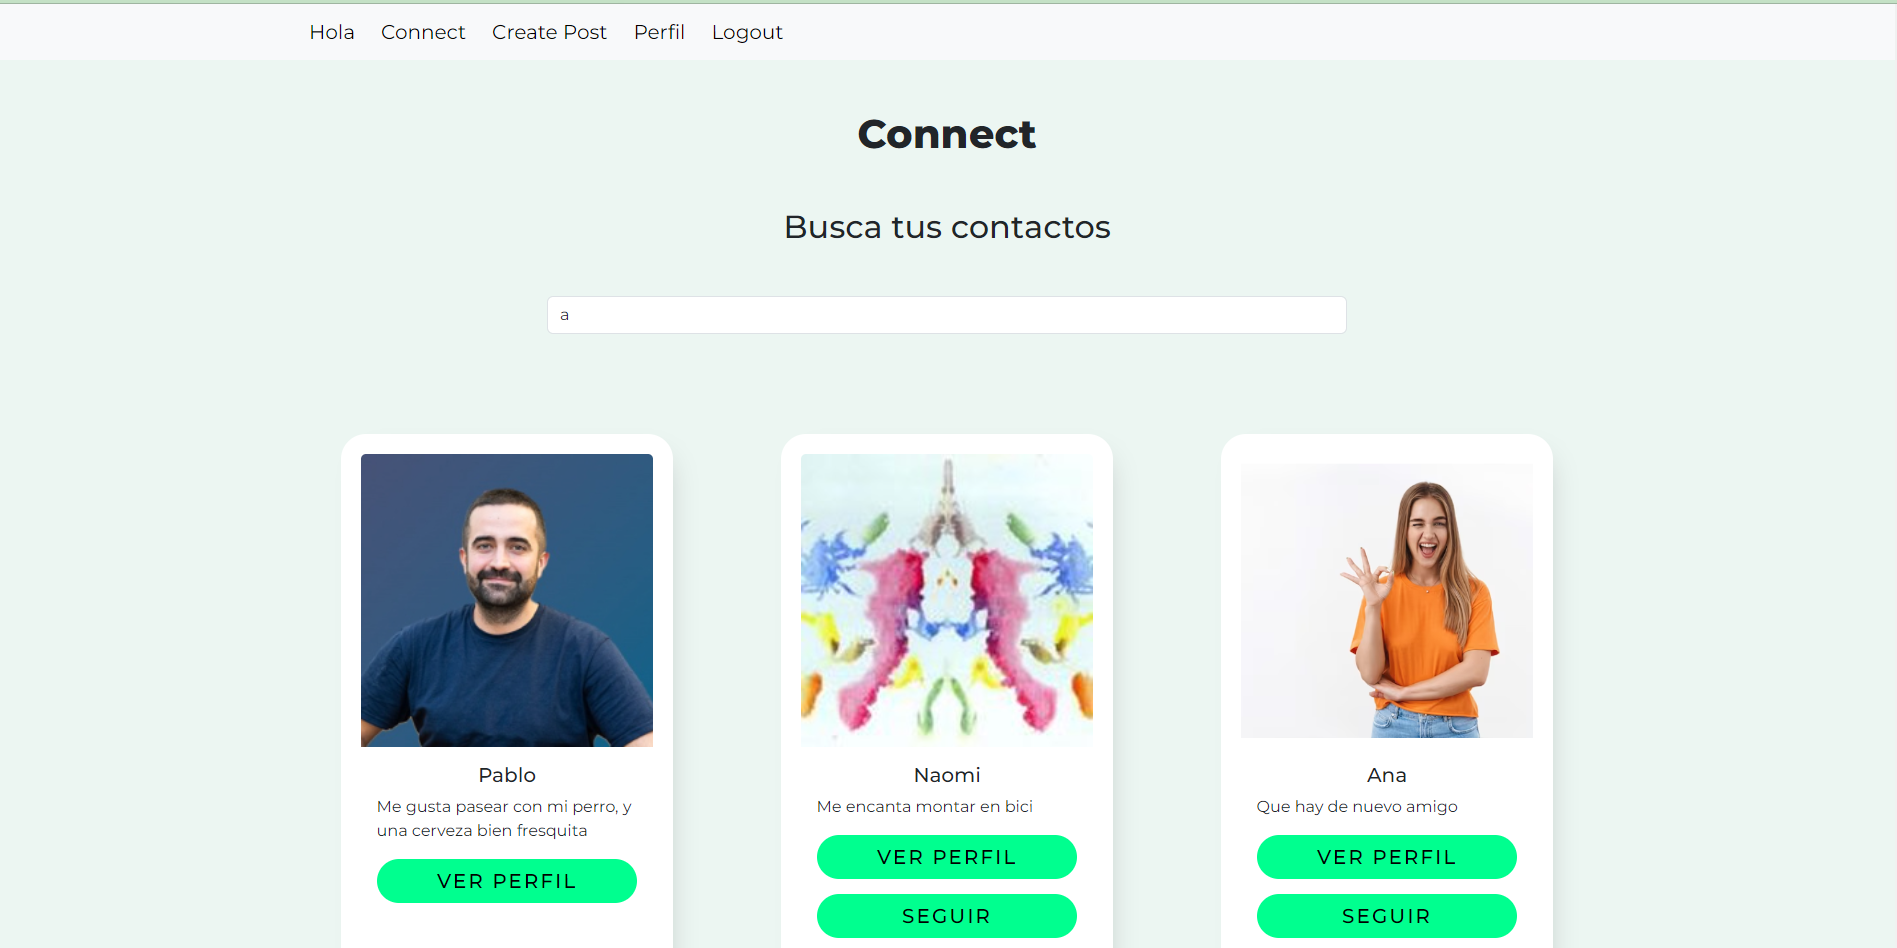 Hola Connect Create Post Perfil Logout
Connect
Busca tus contactos
a
Pablo
Me gusta pasear con mi perro, y
una cerveza bien fresquita
VER PERFIL
Naomi
Me encanta montar en bici
VER PERFIL
SEGUIR
Ana
Que hay de nuevo amigo
VER PERFIL
SEGUIR